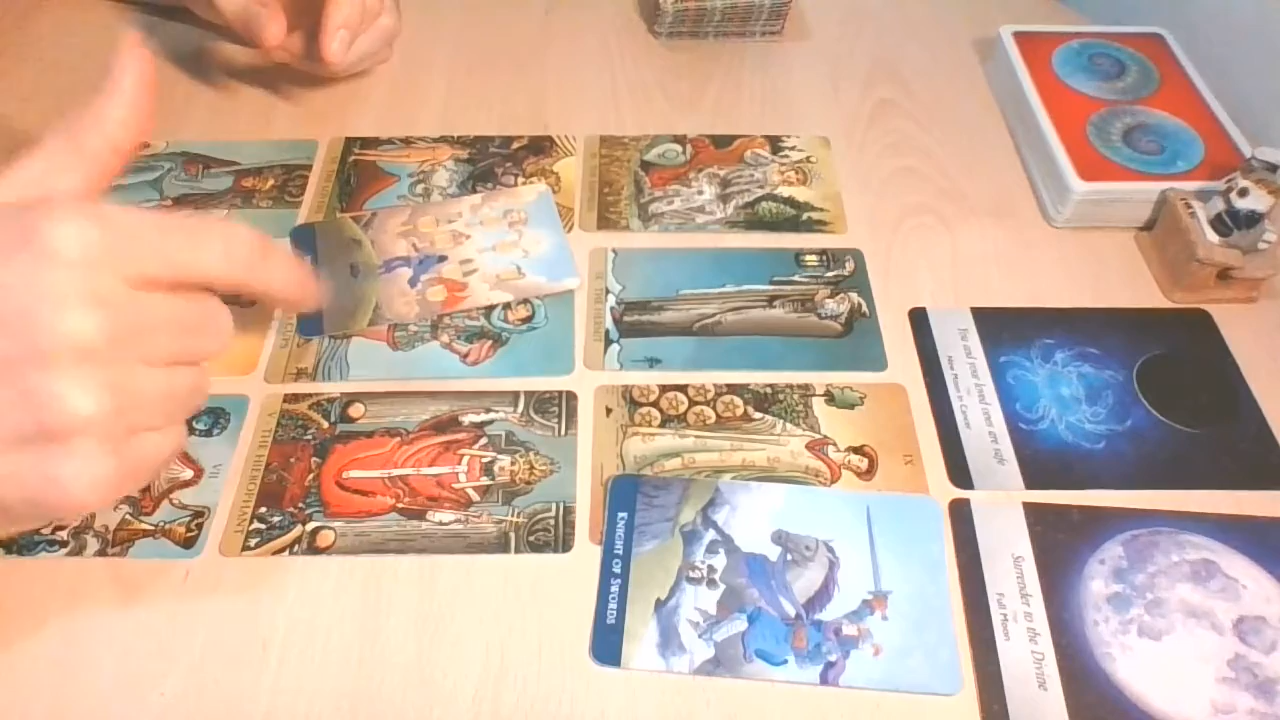 THE HERMIT
CUPS
V THE HIEROPHANT
VII
IX
KNIGHT OF SWORDS
You and your loved ones are safe
New Moon in Cancer
Surrender to the Divine
Full Moon